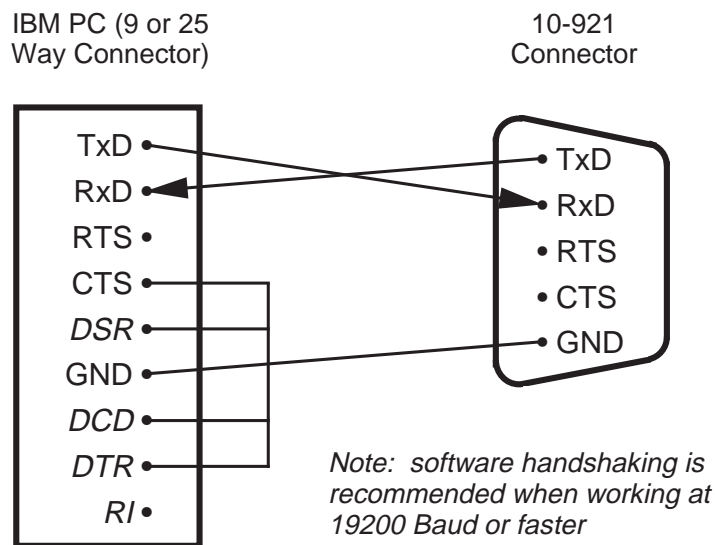 IBM PC (9 or 25
Way Connector)
10-921
Connector
TxD
RxD
RTS
CTS
DSR
GND
DCD
DTR
RI
TxD
RxD
RTS
CTS
GND
Note: software handshaking is
recommended when working at
19200 Baud or faster